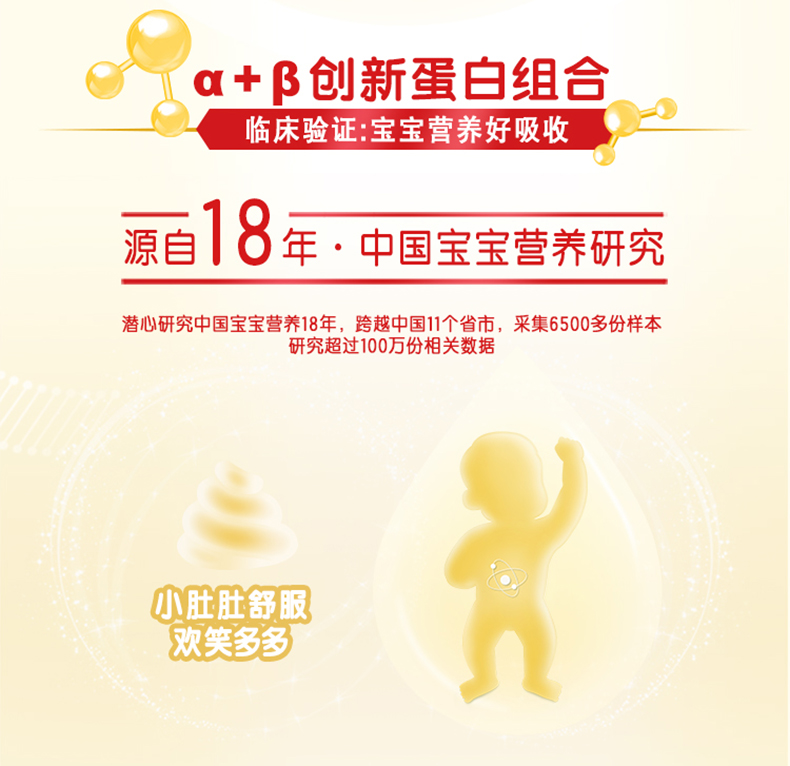 α+β创新蛋白组合
临床验证:宝宝营养好吸收
源自18年·中国宝宝营养研究
潜心研究中国宝宝营养18年，跨越中国11个省市，采集6500多份样本
研究超过100万份相关数据
小肚肚舒服
欢笑多多